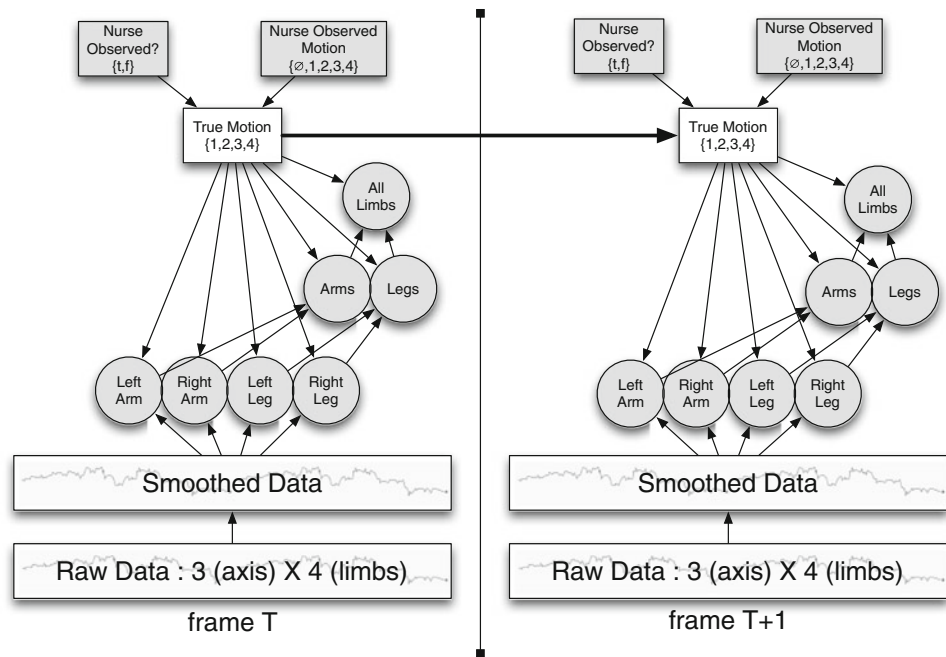 Nurse
Observed?
{t,f}
Nurse Observed
Motion
{∅,1,2,3,4}
True Motion
{1,2,3,4}
All
Limbs
Arms
Legs
Left
Arm
Right
Arm
Left
Leg
Right
Leg
Smoothed Data
Raw Data : 3 (axis) X 4 (limbs)
frame T
Nurse
Observed?
{t,f}
Nurse Observed
Motion
{∅,1,2,3,4}
True Motion
{1,2,3,4}
All
Limbs
Arms
Legs
Left
Arm
Right
Arm
Left
Leg
Right
Leg
Smoothed Data
Raw Data : 3 (axis) X 4 (limbs)
frame T+1